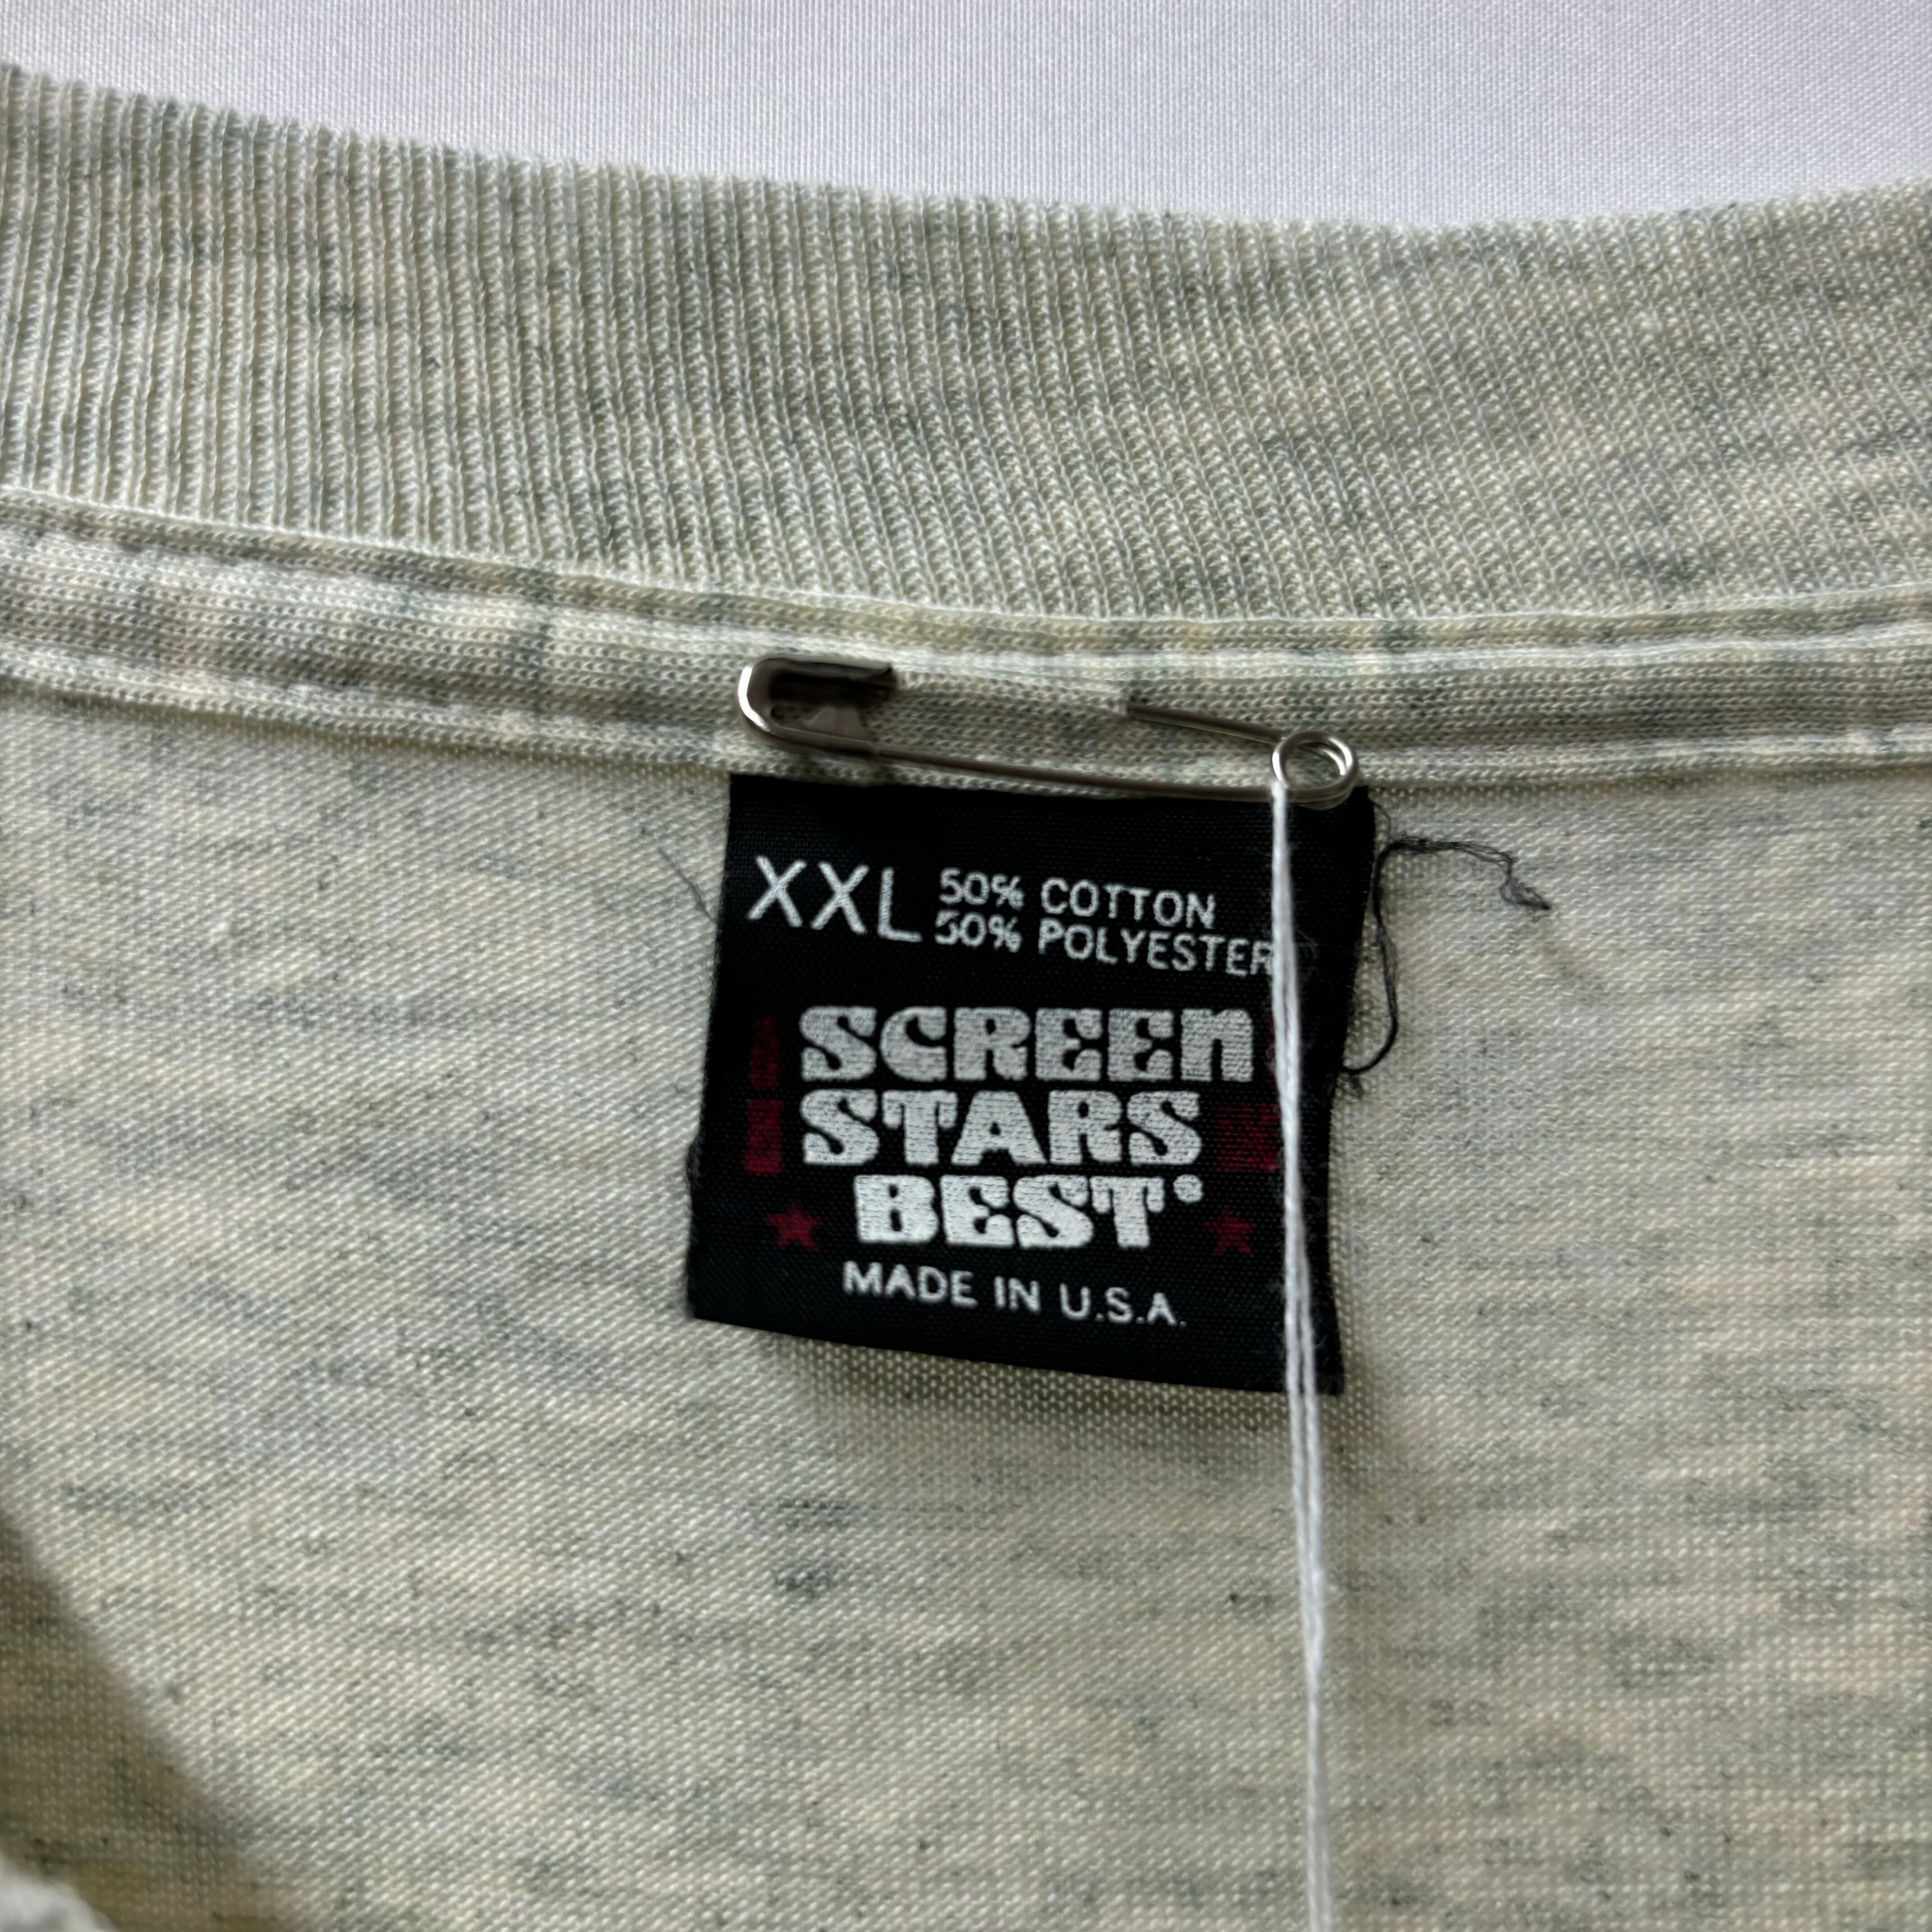 XXL 50% COTTON
50% POLYESTER
SCREEn
STARS
BEST
MADE IN U.S.A.